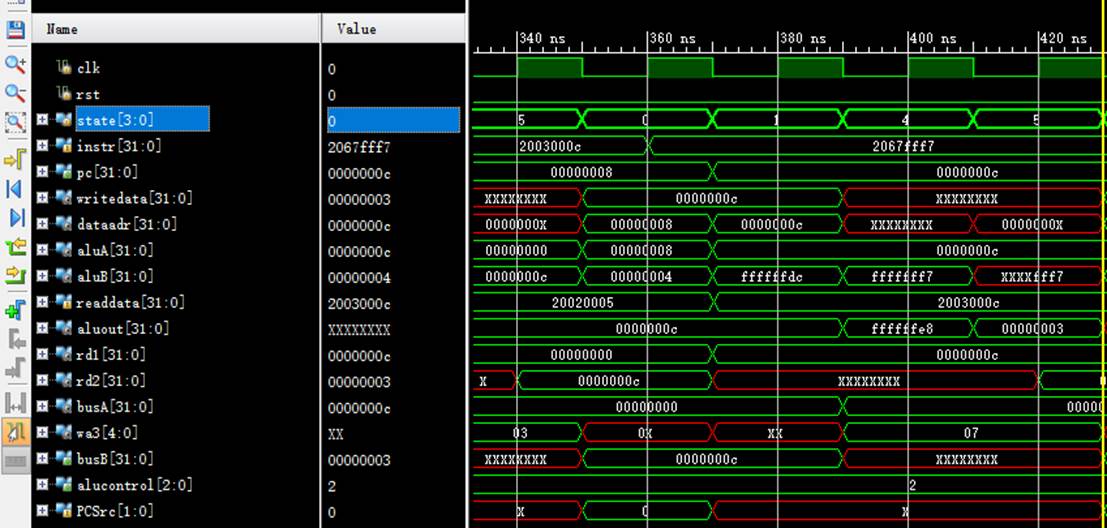 Name Value 340 ns 360 ns 380 ns 400 ns 420 ns
clk 0
rst 0
state[3:0] 0 5 0 1 4 5
instr[31:0] 2067fff7 2003000c 2067fff7
pc[31:0] 0000000c 00000008 0000000c
writedata[31:0] 00000003 XXXXXXXX 0000000c XXXXXXXX
dataadr[31:0] 0000000c 0000000X 00000008 0000000c XXXXXXXX 0000000X
aluA[31:0] 0000000c 00000000 00000008 0000000c
aluB[31:0] 00000004 0000000c 00000004 ffffffdc fffffff7 XXXXfff7
readdata[31:0] 2003000c 20020005 2003000c
aluout[31:0] XXXXXXXX 0000000c ffffffe8 00000003
rd1[31:0] 0000000c 00000000 0000000c
rd2[31:0] 00000003 X 0000000c XXXXXXXX
busA[31:0] 0000000c 00000000 00000
wa3[4:0] XX 03 0X XX 07
busB[31:0] 00000003 XXXXXXXX 0000000c XXXXXXXX
alucontrol[2:0] 2 2
PCSrc[1:0] 0 X 0 X